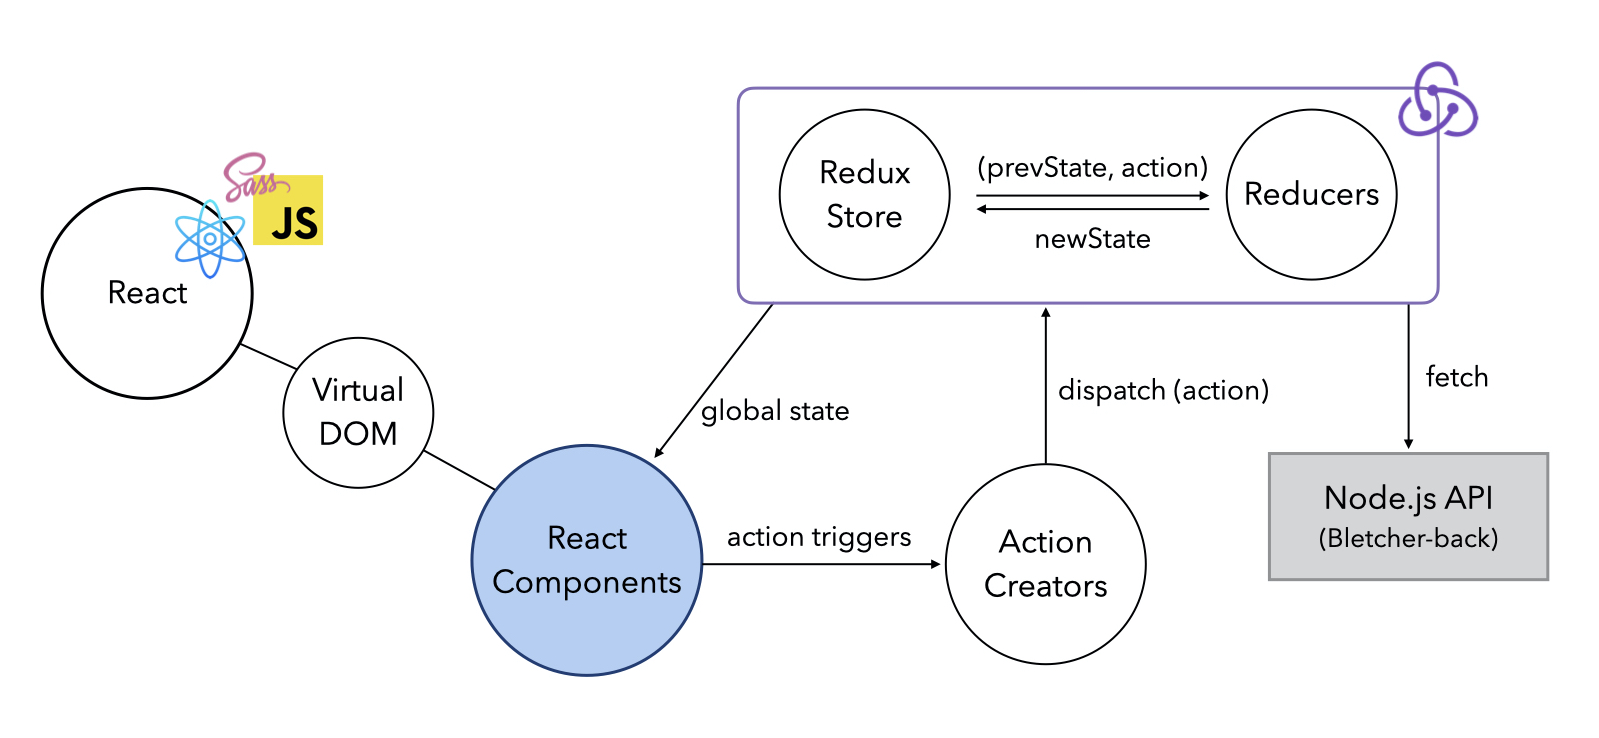 Sass
JS
React
Virtual
DOM
React
Components
global state
action triggers
Action
Creators
dispatch (action)
Redux
Store
(prevState, action)
newState
Reducers
fetch
Node.js API
(Bletcher-back)